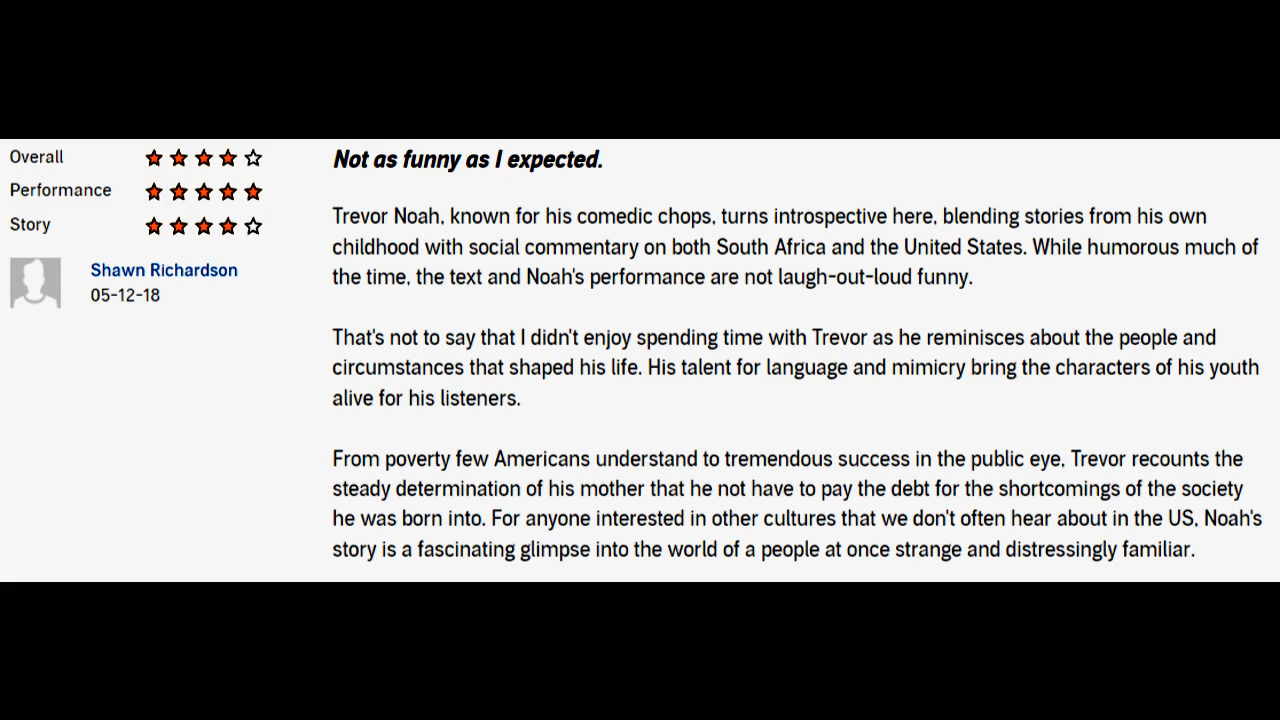 Overall
Performance
Story
Shawn Richardson
05-12-18
Not as funny as I expected.
Trevor Noah, known for his comedic chops, turns introspective here, blending stories from his own
childhood with social commentary on both South Africa and the United States. While humorous much of
the time, the text and Noah's performance are not laugh-out-loud funny.
That's not to say that I didn't enjoy spending time with Trevor as he reminisces about the people and
circumstances that shaped his life. His talent for language and mimicry bring the characters of his youth
alive for his listeners.
From poverty few Americans understand to tremendous success in the public eye, Trevor recounts the
steady determination of his mother that he not have to pay the debt for the shortcomings of the society
he was born into. For anyone interested in other cultures that we don't often hear about in the US, Noah's
story is a fascinating glimpse into the world of a people at once strange and distressingly familiar.